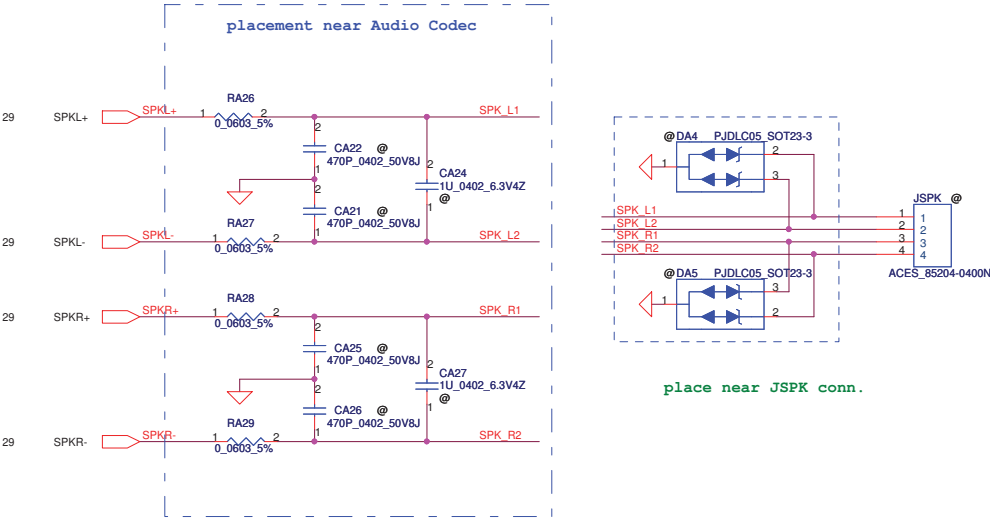 placement near Audio Codec
RA26
29 SPKL+ SPKL+ 1 2 SPK_L1
0_0603_5%
2
CA22 @
470P_0402_50V8J
1
2
CA24
1U_0402_6.3V4Z
@
1
2
CA21 @
470P_0402_50V8J
1
RA27
29 SPKL- SPKL- 1 2 SPK_L2
0_0603_5%
RA28
29 SPKR+ SPKR+ 1 2 SPK_R1
0_0603_5%
2
CA25 @
470P_0402_50V8J
1
2
CA27
1U_0402_6.3V4Z
@
1
2
CA26 @
470P_0402_50V8J
1
RA29
29 SPKR- SPKR- 1 2 SPK_R2
0_0603_5%
@ DA4 PJDLC05_SOT23-3
1 2
3
JSPK @
SPK_L1 1 1
SPK_L2 2 2
SPK_R1 3 3
SPK_R2 4 4
ACES_85204-0400N
@ DA5 PJDLC05_SOT23-3
1 3
2
place near JSPK conn.